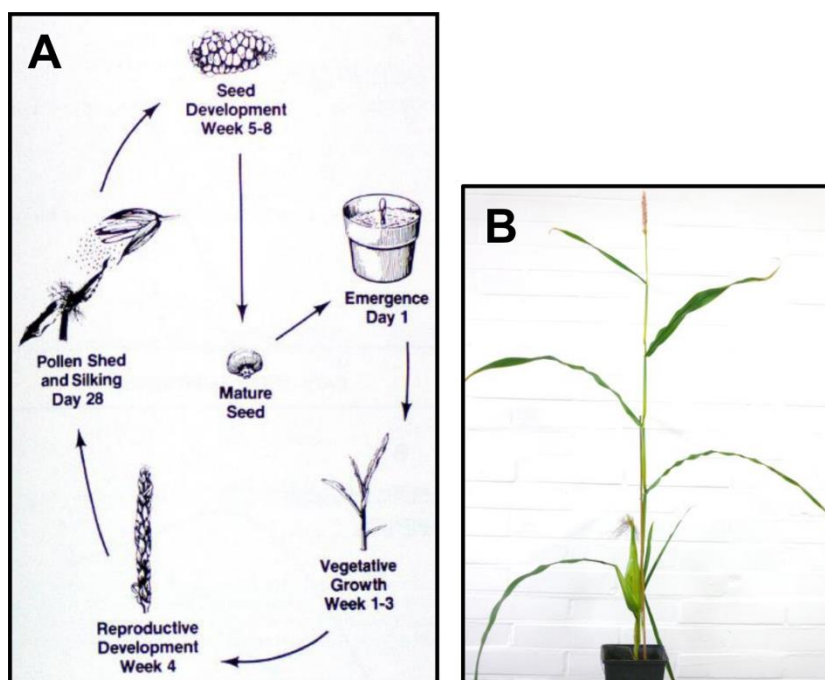 A
Seed
Development
Week 5-8
Emergence
Day 1
Mature
Seed
Pollen Shed
and Silking
Day 28
Vegetative
Growth
Week 1-3
Reproductive
Development
Week 4
B